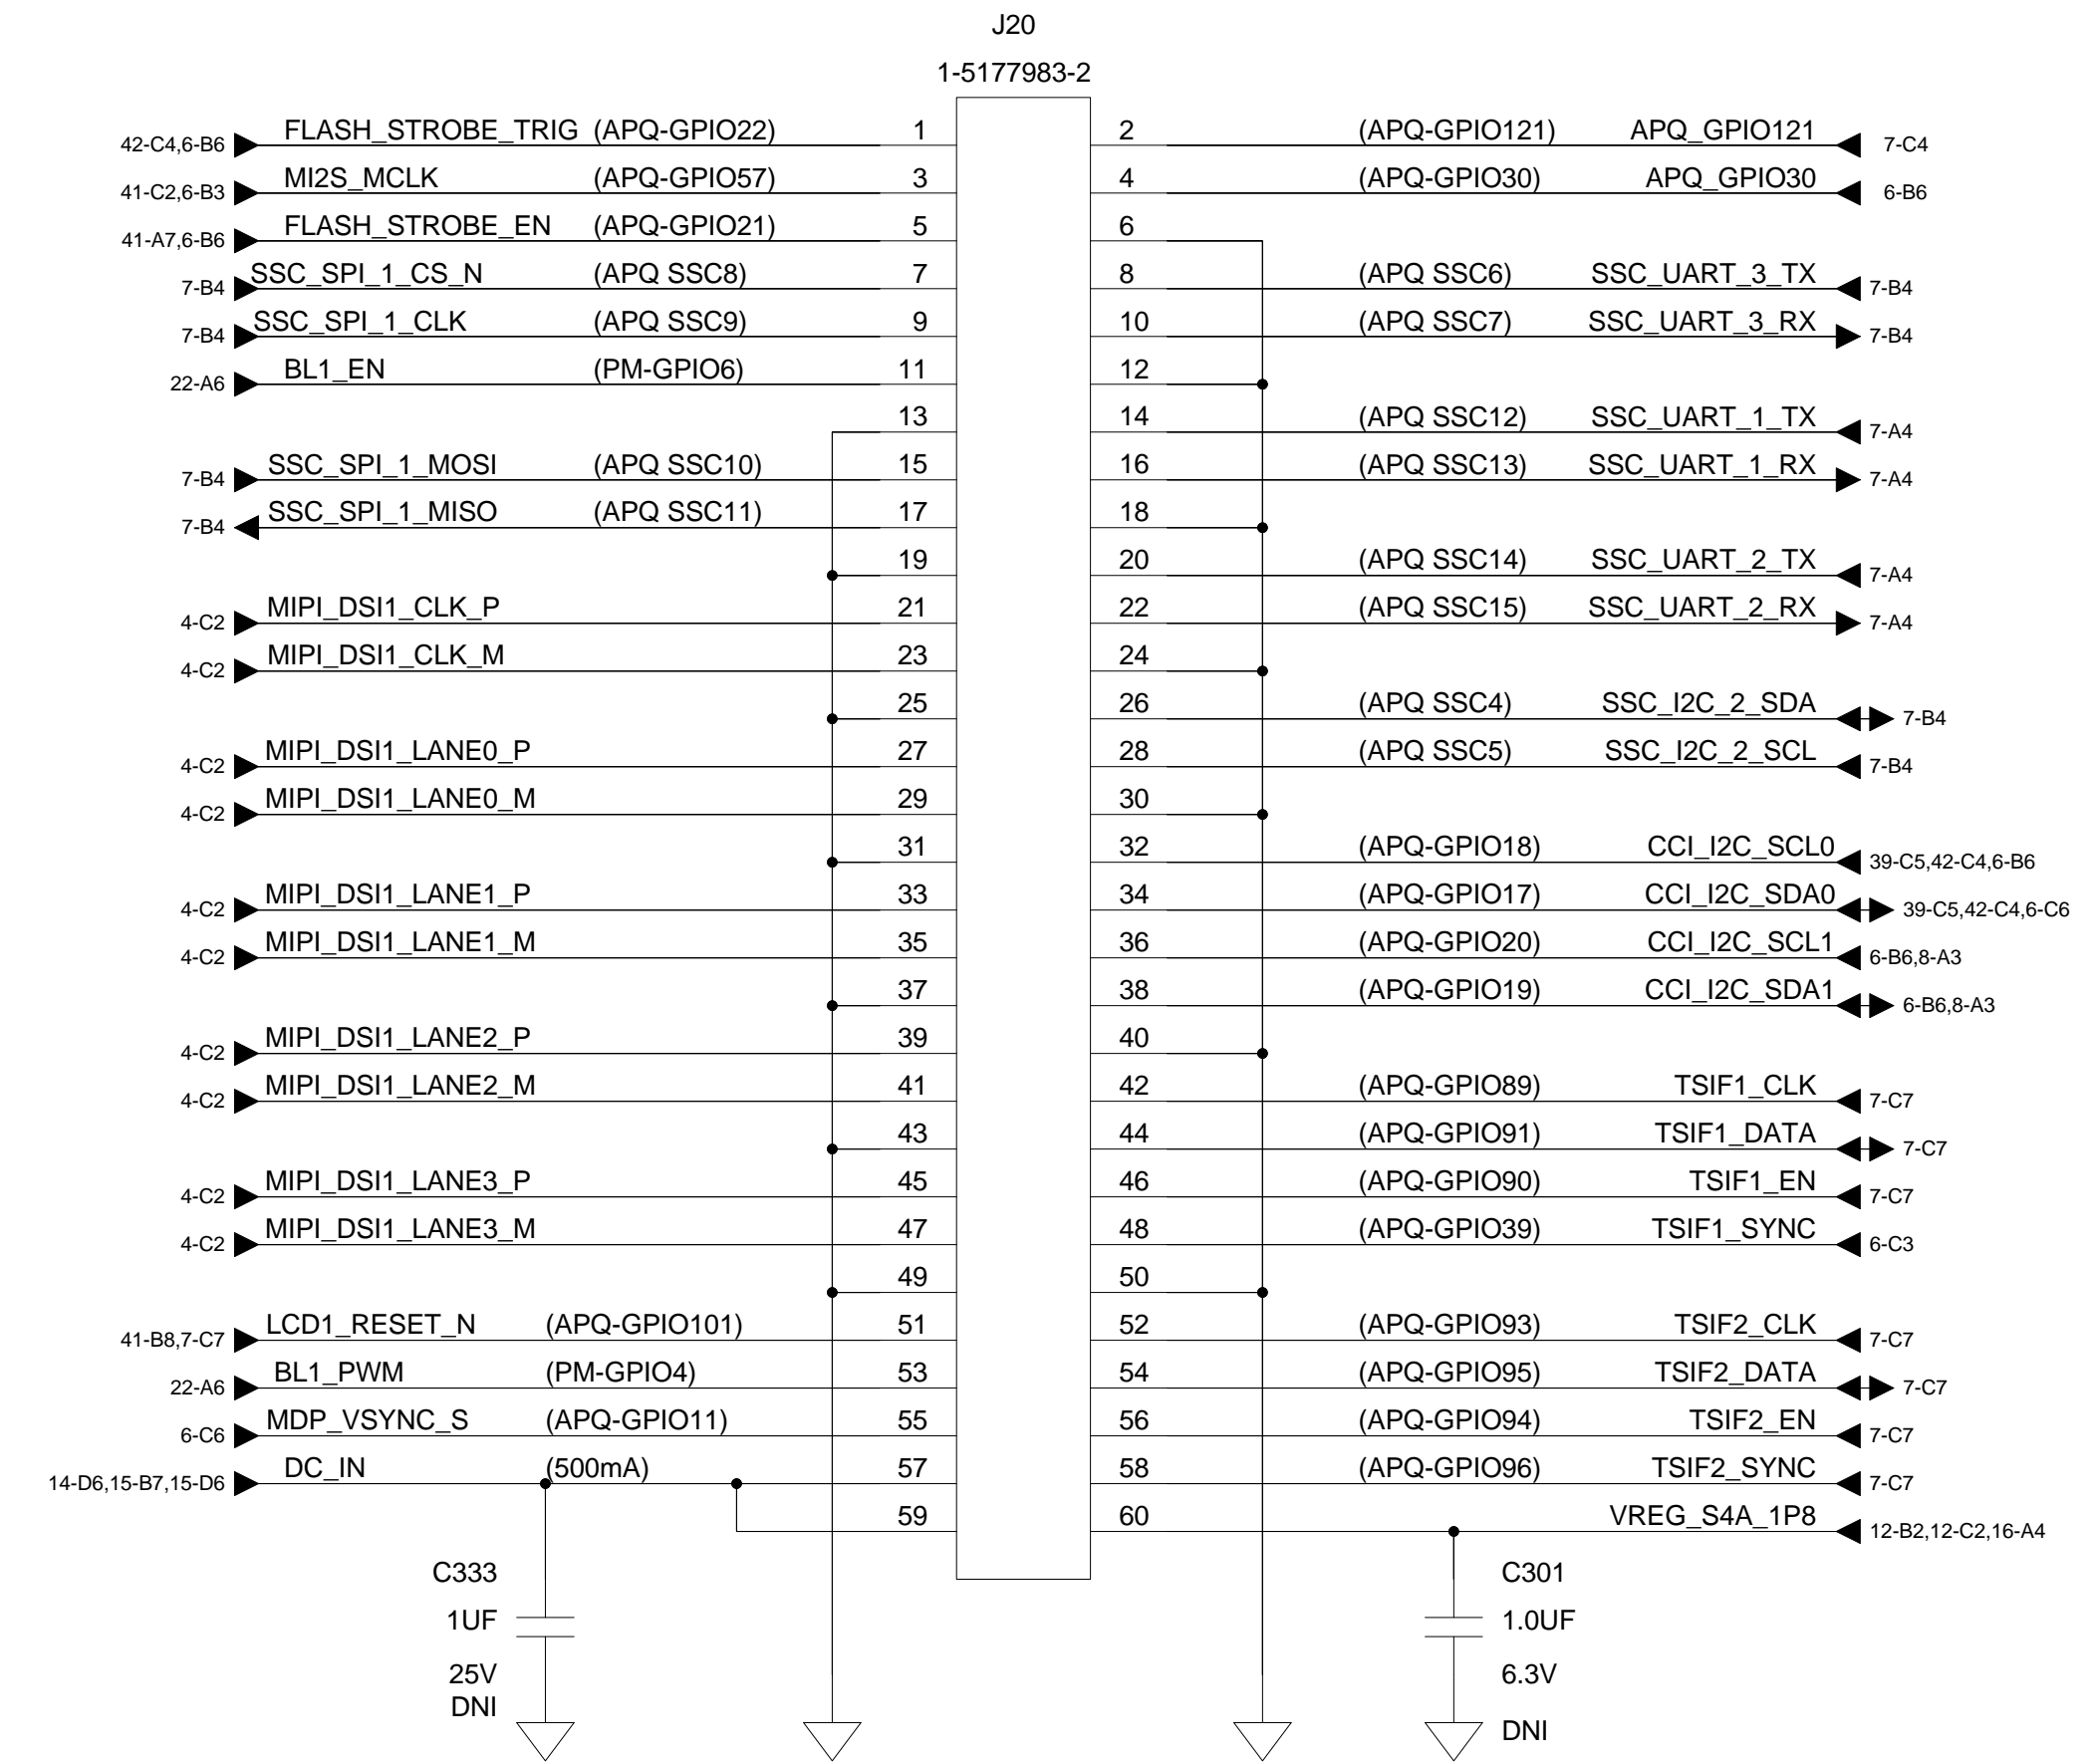 J20
1-5177983-2
42-C4,6-B6 FLASH_STROBE_TRIG (APQ-GPIO22) 1 2 (APQ-GPIO121) APQ_GPIO121 7-C4
41-C2,6-B3 MI2S_MCLK (APQ-GPIO57) 3 4 (APQ-GPIO30) APQ_GPIO30 6-B6
41-A7,6-B6 FLASH_STROBE_EN (APQ-GPIO21) 5 6
7-B4 SSC_SPI_1_CS_N (APQ SSC8) 7 8 (APQ SSC6) SSC_UART_3_TX 7-B4
7-B4 SSC_SPI_1_CLK (APQ SSC9) 9 10 (APQ SSC7) SSC_UART_3_RX 7-B4
22-A6 BL1_EN (PM-GPIO6) 11 12
13 14 (APQ SSC12) SSC_UART_1_TX 7-A4
7-B4 SSC_SPI_1_MOSI (APQ SSC10) 15 16 (APQ SSC13) SSC_UART_1_RX 7-A4
7-B4 SSC_SPI_1_MISO (APQ SSC11) 17 18
19 20 (APQ SSC14) SSC_UART_2_TX 7-A4
4-C2 MIPI_DSI1_CLK_P 21 22 (APQ SSC15) SSC_UART_2_RX 7-A4
4-C2 MIPI_DSI1_CLK_M 23 24
25 26 (APQ SSC4) SSC_I2C_2_SDA 7-B4
4-C2 MIPI_DSI1_LANE0_P 27 28 (APQ SSC5) SSC_I2C_2_SCL 7-B4
4-C2 MIPI_DSI1_LANE0_M 29 30
31 32 (APQ-GPIO18) CCI_I2C_SCL0 39-C5,42-C4,6-B6
4-C2 MIPI_DSI1_LANE1_P 33 34 (APQ-GPIO17) CCI_I2C_SDA0 39-C5,42-C4,6-C6
4-C2 MIPI_DSI1_LANE1_M 35 36 (APQ-GPIO20) CCI_I2C_SCL1 6-B6,8-A3
37 38 (APQ-GPIO19) CCI_I2C_SDA1 6-B6,8-A3
4-C2 MIPI_DSI1_LANE2_P 39 40
4-C2 MIPI_DSI1_LANE2_M 41 42 (APQ-GPIO89) TSIF1_CLK 7-C7
43 44 (APQ-GPIO91) TSIF1_DATA 7-C7
4-C2 MIPI_DSI1_LANE3_P 45 46 (APQ-GPIO90) TSIF1_EN 7-C7
4-C2 MIPI_DSI1_LANE3_M 47 48 (APQ-GPIO39) TSIF1_SYNC 6-C3
49 50
41-B8,7-C7 LCD1_RESET_N (APQ-GPIO101) 51 52 (APQ-GPIO93) TSIF2_CLK 7-C7
22-A6 BL1_PWM (PM-GPIO4) 53 54 (APQ-GPIO95) TSIF2_DATA 7-C7
6-C6 MDP_VSYNC_S (APQ-GPIO11) 55 56 (APQ-GPIO94) TSIF2_EN 7-C7
14-D6,15-B7,15-D6 DC_IN (500mA) 57 58 (APQ-GPIO96) TSIF2_SYNC 7-C7
59 60 VREG_S4A_1P8 12-B2,12-C2,16-A4
C333 C301
1UF 1.0UF
25V 6.3V
DNI
DNI